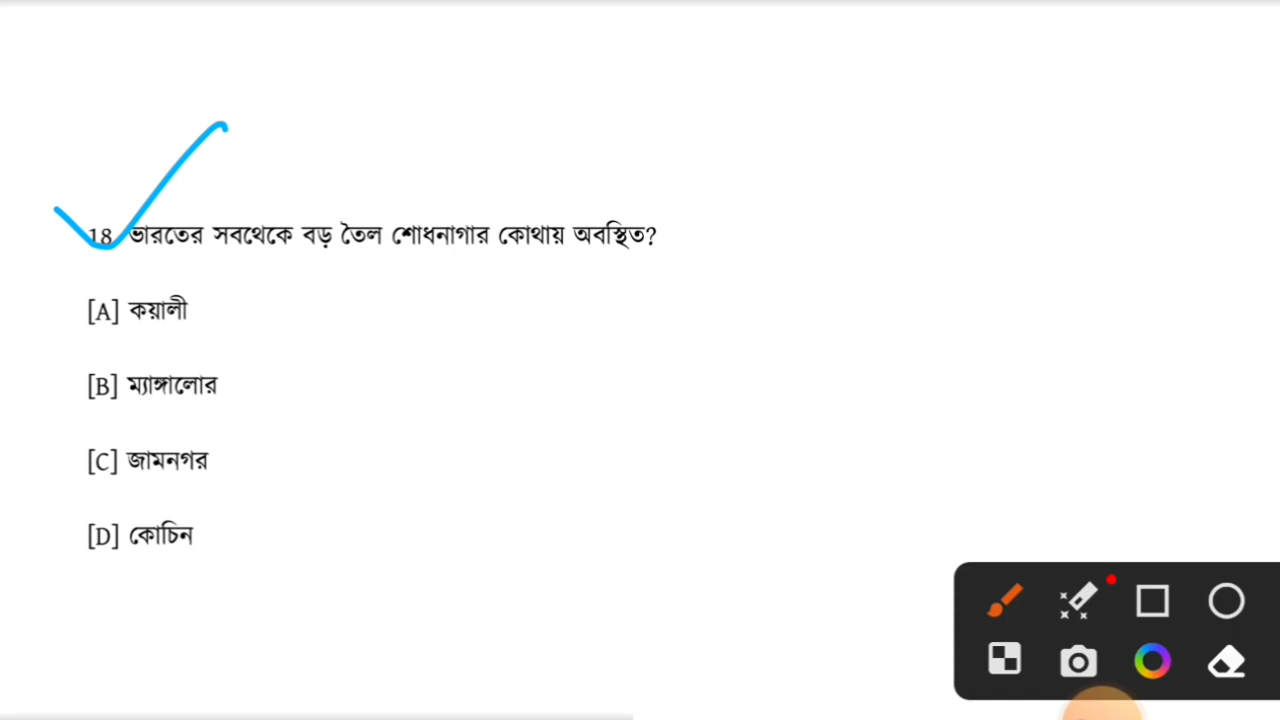 18. ভারতের সবথেকে বড় তৈল শোধনাগার কোথায় অবস্থিত?
[A] কয়ালী
[B] ম্যাঙ্গালোর
[C] জামনগর
[D] কোচিন